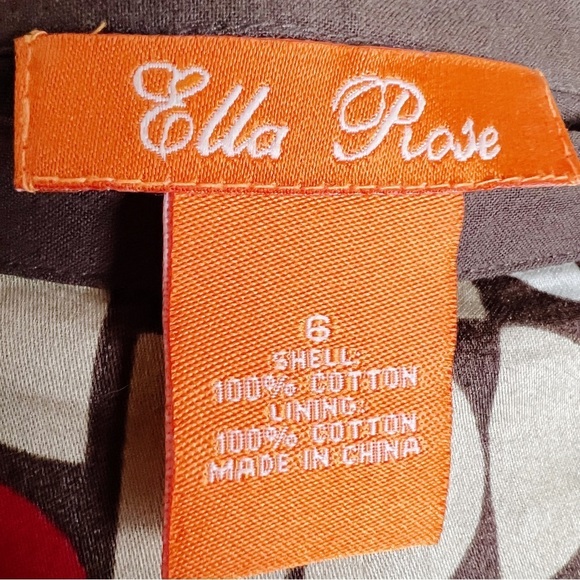 Ella Rose
6
SHELL:
100% COTTON
LINING:
100% COTTON
MADE IN CHINA